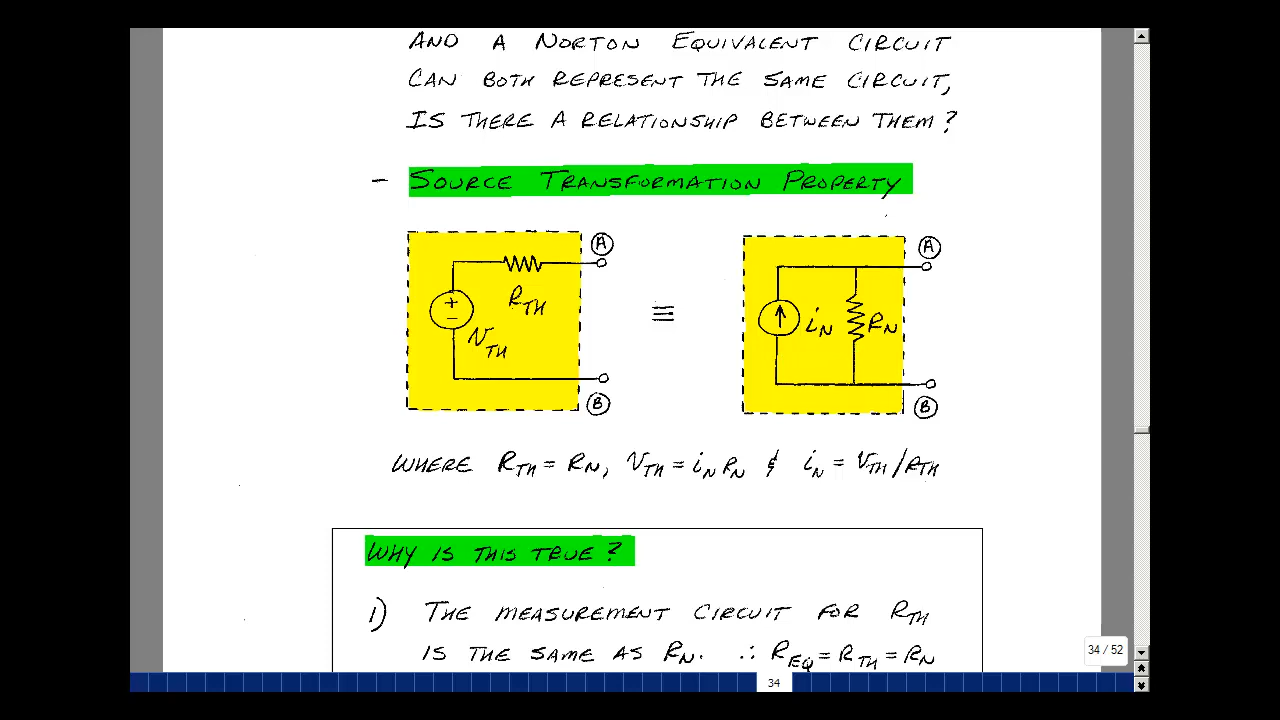 AND A NORTON EQUIVALENT CIRCUIT
CAN BOTH REPRESENT THE SAME CIRCUIT,
IS THERE A RELATIONSHIP BETWEEN THEM?
- SOURCE TRANSFORMATION PROPERTY
A
RTH
+
-
VTH
B
≡
A
iN
RN
B
WHERE RTH = RN, VTH = iN RN & iN = VTH/RTH
WHY IS THIS TRUE?
1) THE MEASUREMENT CIRCUIT FOR RTH
IS THE SAME AS RN. ∴ REQ = RTH = RN
34 / 52
34